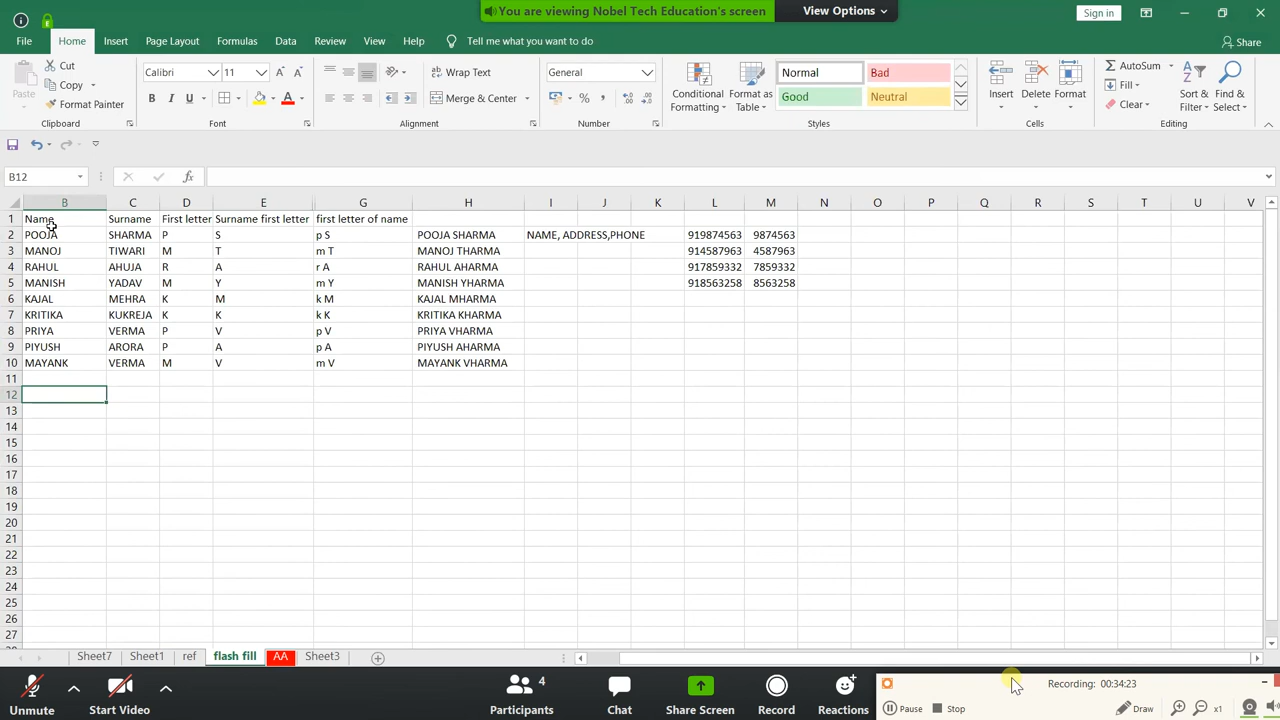 You are viewing Nobel Tech Education's screen
View Options
Sign in
File Home Insert Page Layout Formulas Data Review View Help Tell me what you want to do Share
Cut
Copy
Format Painter
Paste
Clipboard
Calibri 11
B I U
Font
Wrap Text
Merge & Center
Alignment
General
%
Number
Conditional Formatting
Format as Table
Normal Bad
Good Neutral
Styles
Insert Delete Format
Cells
AutoSum
Fill
Clear
Sort & Filter
Find & Select
Editing
B12
fx
B C D E G H I J K L M N O P Q R S T U V
1 Name Surname First letter Surname first letter first letter of name
2 POOJA SHARMA P S p S POOJA SHARMA NAME, ADDRESS,PHONE 919874563 9874563
3 MANOJ TIWARI M T m T MANOJ THARMA 914587963 4587963
4 RAHUL AHUJA R A r A RAHUL AHARMA 917859332 7859332
5 MANISH YADAV M Y m Y MANISH YHARMA 918563258 8563258
6 KAJAL MEHRA K M k M KAJAL MHARMA
7 KRITIKA KUKREJA K K k K KRITIKA KHARMA
8 PRIYA VERMA P V p V PRIYA VHARMA
9 PIYUSH ARORA P A p A PIYUSH AHARMA
10 MAYANK VERMA M V m V MAYANK VHARMA
11
12
13
14
15
16
17
18
19
20
21
22
23
24
25
26
27
Sheet7 Sheet1 ref flash fill AA Sheet3
Unmute Start Video 4 Participants Chat Share Screen Record Reactions
Recording: 00:34:23
Pause Stop Draw x1